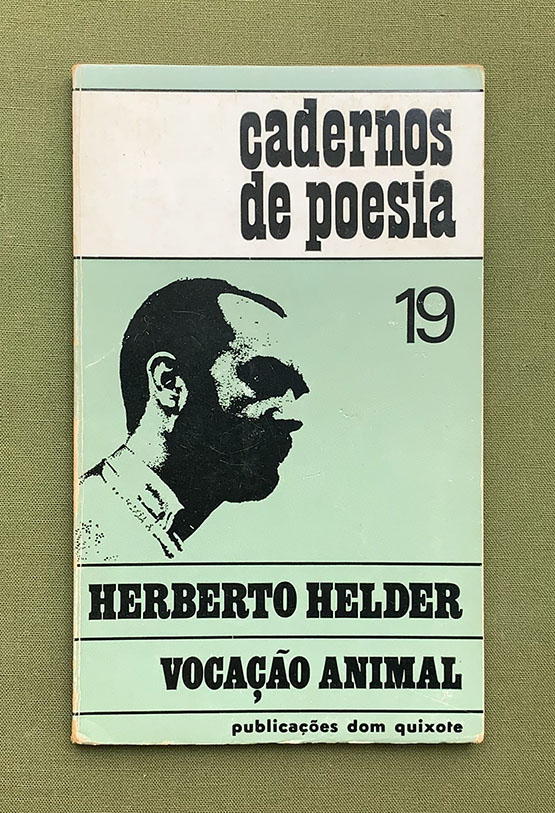 cadernos
de poesia
19
HERBERTO HELDER
VOCAÇÃO ANIMAL
publicações dom quixote